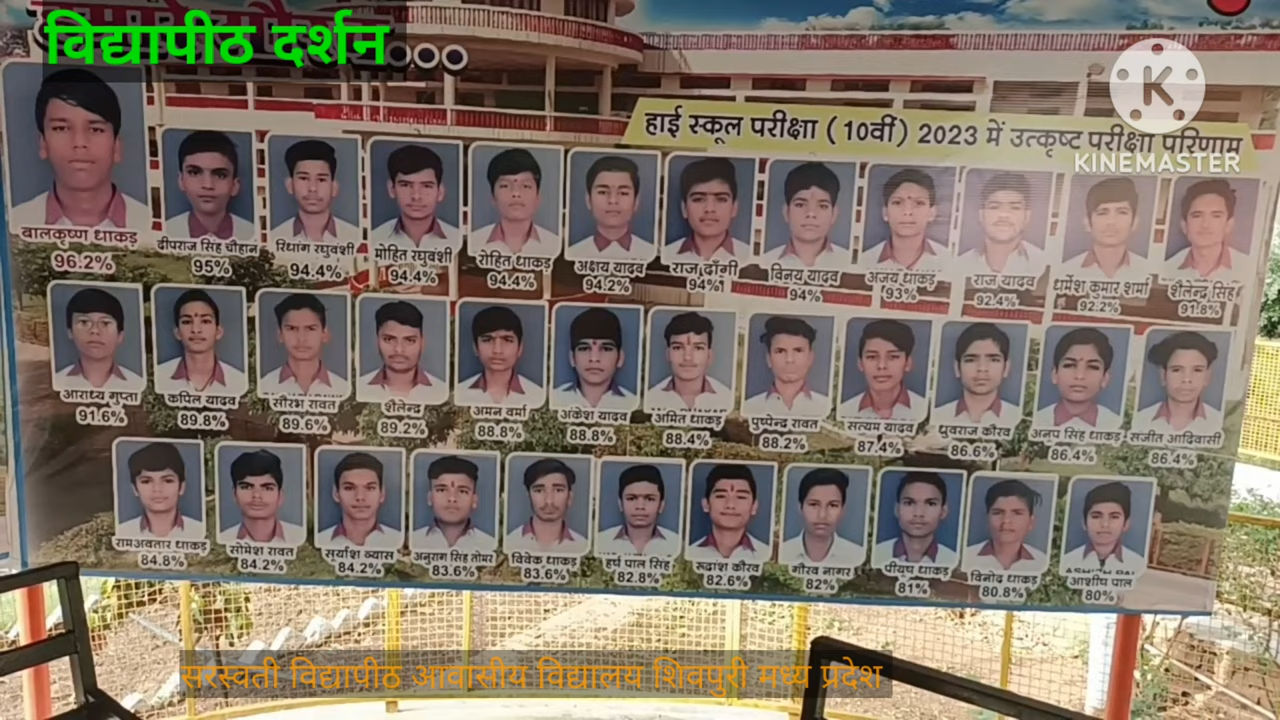 विद्यापीठ दर्शन
KINEMASTER
हाई स्कूल परीक्षा ( 10वीं ) 2023 में उत्कृष्ट परीक्षा परिणाम
बालकृष्ण धाकड़ 96.2%
दीपराज सिंह चौहान 95%
रिधांग रघुवंशी 94.4%
मोहित रघुवंशी 94.4%
रोहित धाकड़ 94.4%
अक्षय यादव 94.2%
राज दाँगी 94%
विनय यादव 94%
अजय धाकड़ 93%
राज यादव 92.4%
धर्मेश कुमार शर्मा 92.2%
शैलेन्द्र सिंह 91.8%
आराध्य गुप्ता 91.6%
कपिल यादव 89.8%
सौरभ रावत 89.6%
शैलेन्द्र 89.2%
अमन वर्मा 88.8%
अंकेश यादव 88.8%
अमित धाकड़ 88.4%
पुष्पेन्द्र रावत 88.2%
सत्यम यादव 87.4%
ध्रुवराज कौरव 86.6%
अनूप सिंह धाकड़ 86.4%
सजीत आदिवासी 86.4%
रामअवतार धाकड़ 84.8%
सोमेश रावत 84.2%
सूर्यांश व्यास 84.2%
अनुराग सिंह तोमर 83.6%
विवेक धाकड़ 83.6%
हर्ष पाल सिंह 82.8%
रूद्रांश कौरव 82.6%
गौरव नागर 82%
पीयूष धाकड़ 81%
विनोद धाकड़ 80.8%
आशीष पाल 80%
सरस्वती विद्यापीठ आवासीय विद्यालय शिवपुरी मध्य प्रदेश